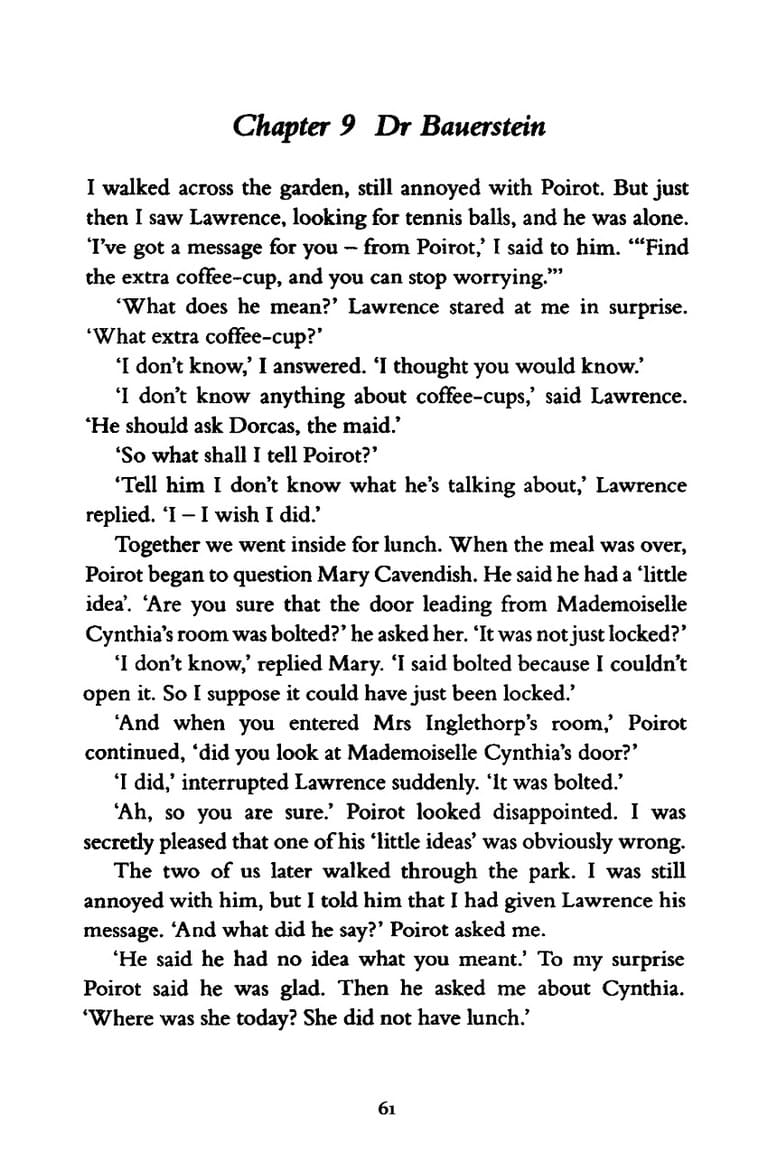 Chapter 9 Dr Bauerstein
I walked across the garden, still annoyed with Poirot. But just
then I saw Lawrence, looking for tennis balls, and he was alone.
‘I’ve got a message for you – from Poirot,’ I said to him. ‘“Find
the extra coffee-cup, and you can stop worrying.”’
‘What does he mean?’ Lawrence stared at me in surprise.
‘What extra coffee-cup?’
‘I don’t know,’ I answered. ‘I thought you would know.’
‘I don’t know anything about coffee-cups,’ said Lawrence.
‘He should ask Dorcas, the maid.’
‘So what shall I tell Poirot?’
‘Tell him I don’t know what he’s talking about,’ Lawrence
replied. ‘I – I wish I did.’
Together we went inside for lunch. When the meal was over,
Poirot began to question Mary Cavendish. He said he had a ‘little
idea’. ‘Are you sure that the door leading from Mademoiselle
Cynthia’s room was bolted?’ he asked her. ‘It was not just locked?’
‘I don’t know,’ replied Mary. ‘I said bolted because I couldn’t
open it. So I suppose it could have just been locked.’
‘And when you entered Mrs Inglethorp’s room,’ Poirot
continued, ‘did you look at Mademoiselle Cynthia’s door?’
‘I did,’ interrupted Lawrence suddenly. ‘It was bolted.’
‘Ah, so you are sure.’ Poirot looked disappointed. I was
secretly pleased that one of his ‘little ideas’ was obviously wrong.
The two of us later walked through the park. I was still
annoyed with him, but I told him that I had given Lawrence his
message. ‘And what did he say?’ Poirot asked me.
‘He said he had no idea what you meant.’ To my surprise
Poirot said he was glad. Then he asked me about Cynthia.
‘Where was she today? She did not have lunch.’
61